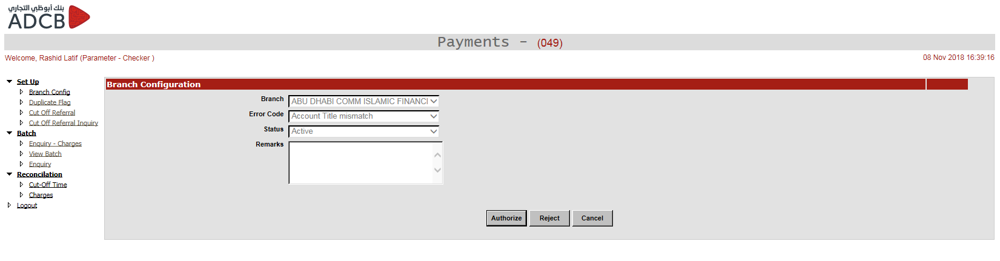 بنك أبوظبي التجاري
ADCB
Payments - (049)
Welcome, Rashid Latif (Parameter - Checker )
08 Nov 2018 16:39:16
Set Up
Branch Config
Duplicate Flag
Cut Off Referral
Cut Off Referral Inquiry
Batch
Enquiry - Charges
View Batch
Enquiry
Reconcilation
Cut-Off Time
Charges
Logout
Branch Configuration
Branch ABU DHABI COMM ISLAMIC FINANCI
Error Code Account Title mismatch
Status Active
Remarks
Authorize Reject Cancel